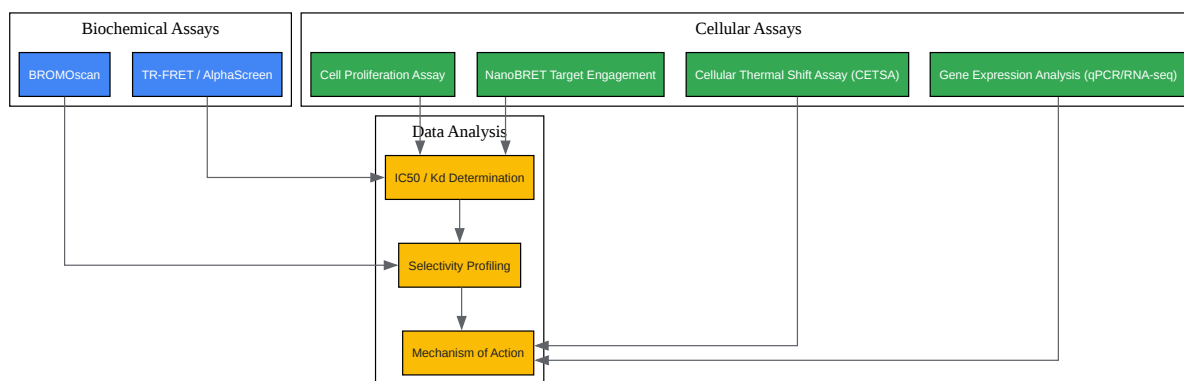 Biochemical Assays
Cellular Assays
BROMOscan
TR-FRET / AlphaScreen
Cell Proliferation Assay
NanoBRET Target Engagement
Cellular Thermal Shift Assay (CETSA)
Gene Expression Analysis (qPCR/RNA-seq)
Data Analysis
IC50 / Kd Determination
Selectivity Profiling
Mechanism of Action